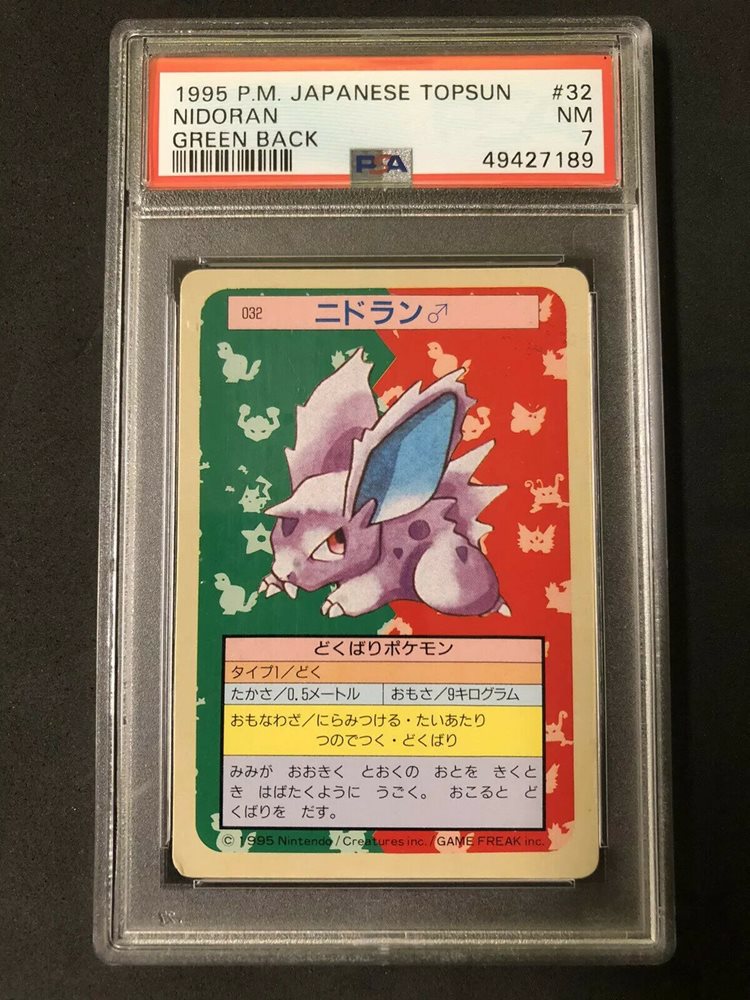 1995 P.M. JAPANESE TOPSUN #32
NIDORAN NM
GREEN BACK 7
PSA 49427189
032 ニドラン♂
どくばりポケモン
タイプ1/どく
たかさ/0.5メートル おもさ/9キログラム
おもなわざ/にらみつける・たいあたり
つのでつく・どくばり
みみが おおきく とおくの おとを きくと
き はばたくように うごく。 おこると ど
くばりを だす。
© 1995 Nintendo/Creatures inc./GAME FREAK inc.